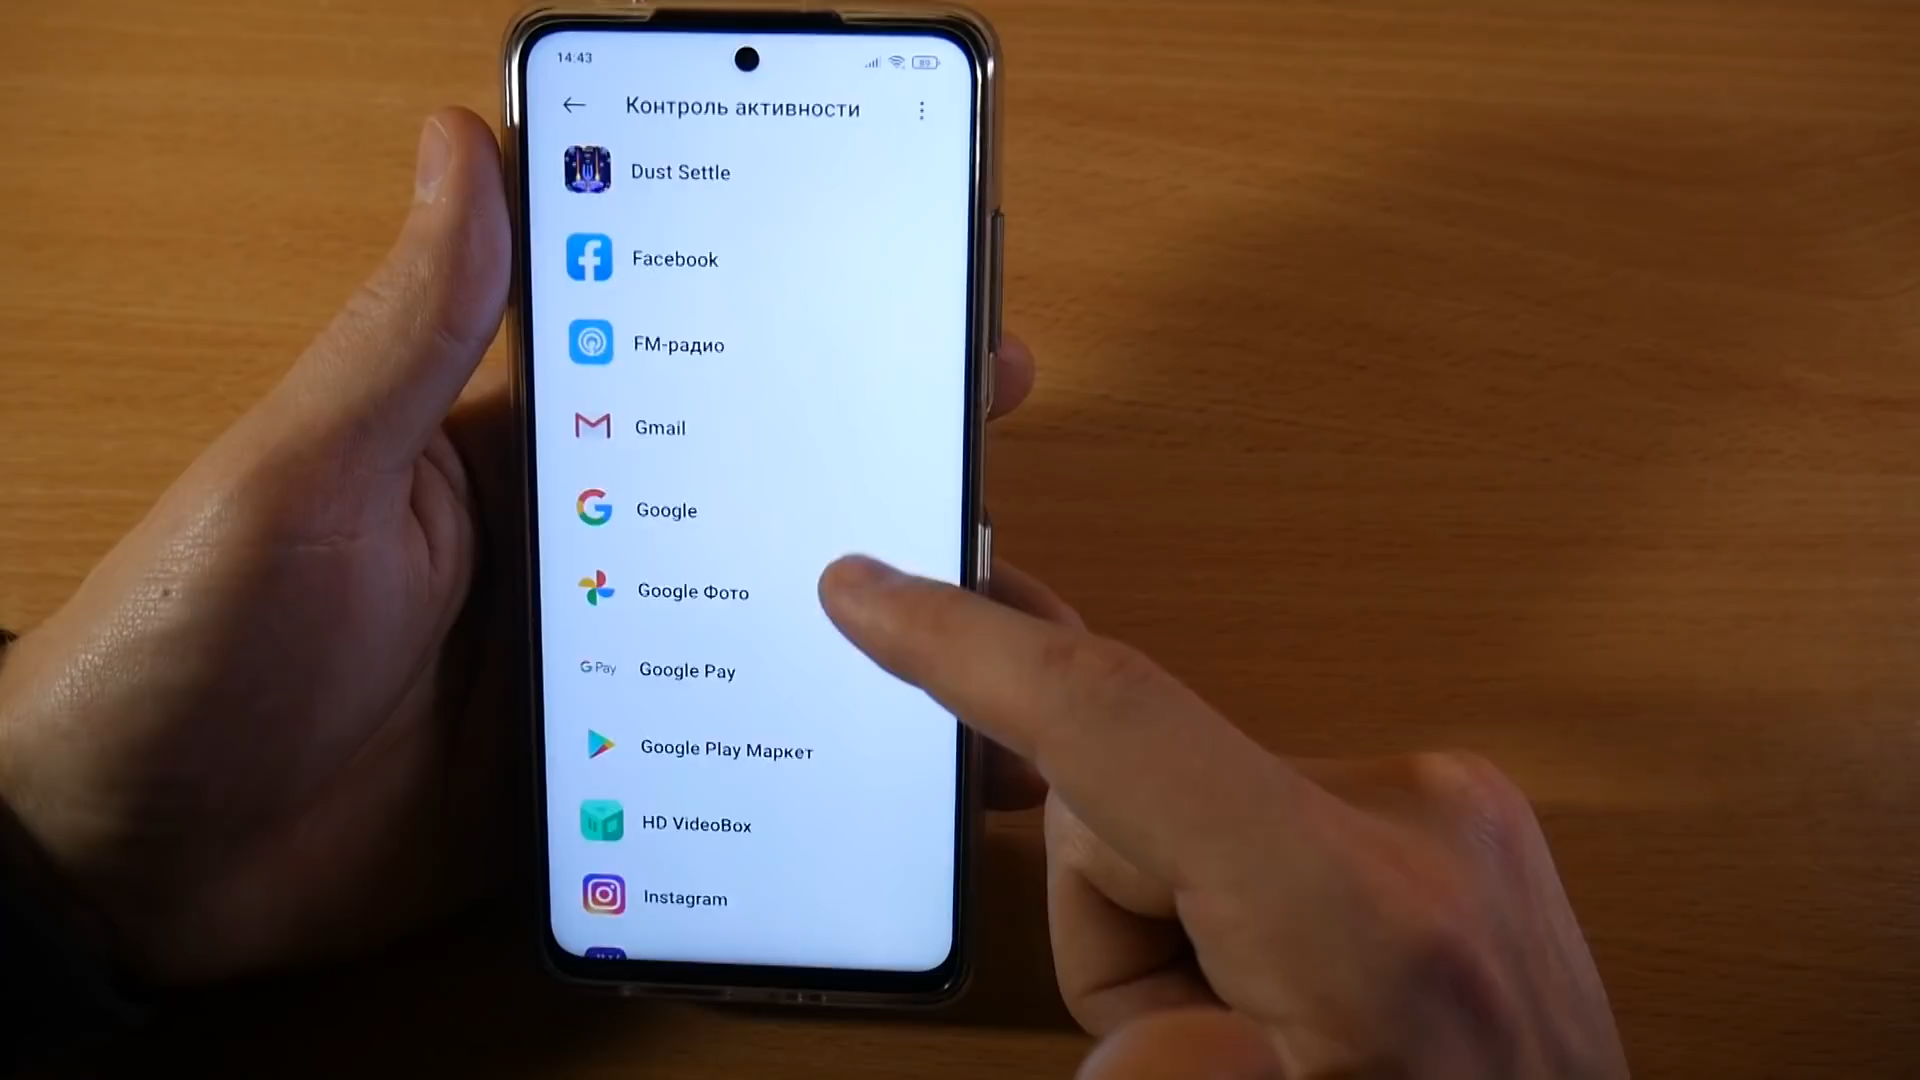 14:43
89
Контроль активности
Dust Settle
Facebook
FM-радио
Gmail
Google
Google Фото
G Pay
Google Pay
Google Play Маркет
HD VideoBox
Instagram